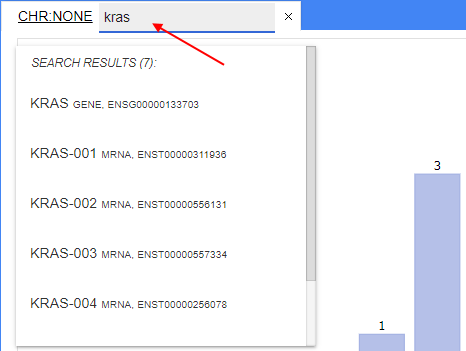 CHR:NONE kras ×
SEARCH RESULTS (7):
KRAS GENE, ENSG00000133703
KRAS-001 MRNA, ENST00000311936
KRAS-002 MRNA, ENST00000556131
KRAS-003 MRNA, ENST00000557334
KRAS-004 MRNA, ENST00000256078
3
1